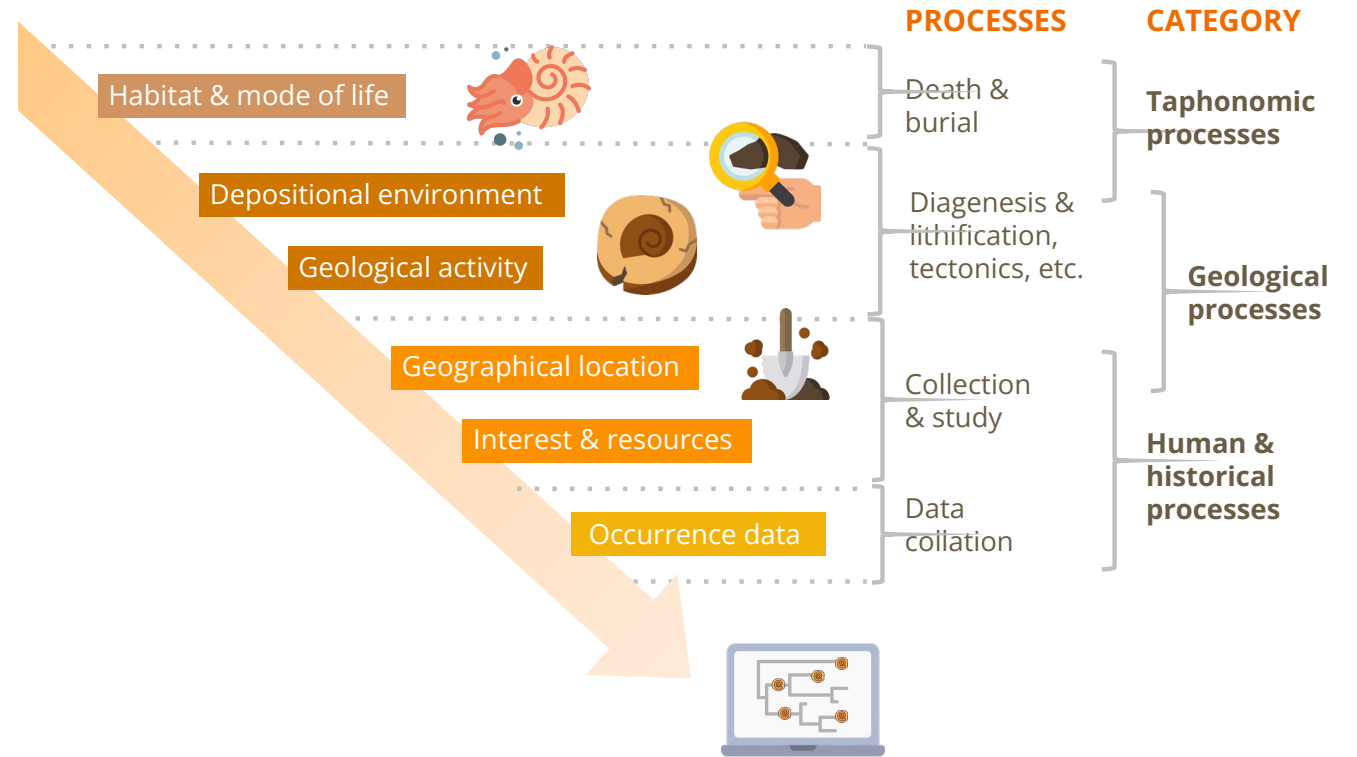 PROCESSES
CATEGORY
Habitat & mode of life
Death &
burial
Taphonomic
processes
Depositional environment
Geological activity
Diagenesis &
lithification,
tectonics, etc.
Geological
processes
Geographical location
Interest & resources
Collection
& study
Human &
historical
processes
Occurrence data
Data
collation